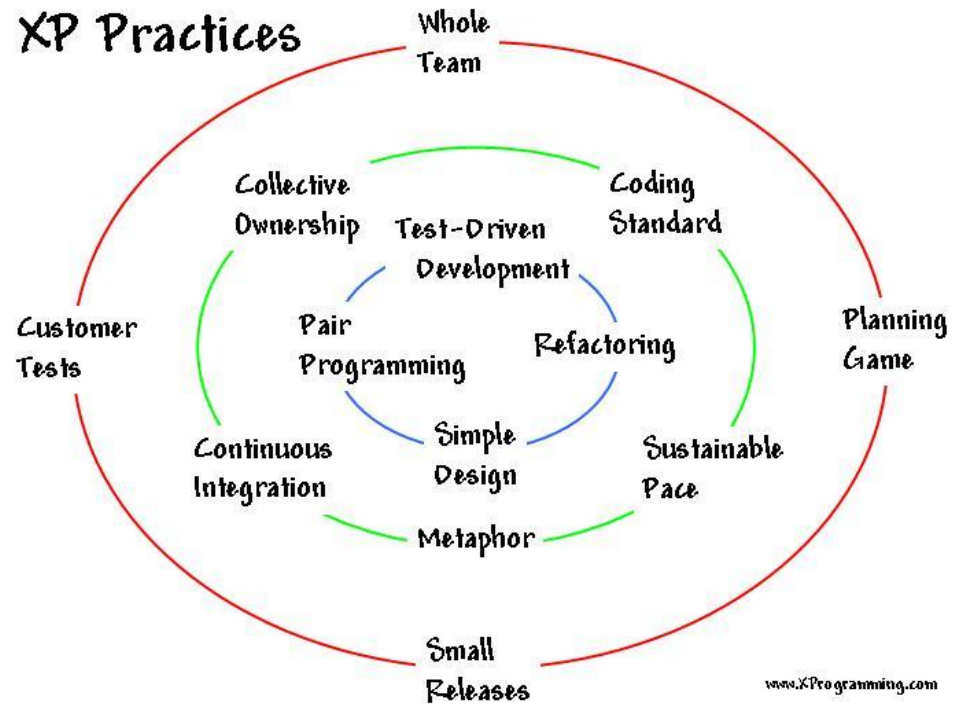 XP Practices
Whole
Team
Collective
Ownership
Coding
Standard
Test-Driven
Development
Customer
Tests
Pair
Programming
Refactoring
Planning
Game
Continuous
Integration
Simple
Design
Sustainable
Pace
Metaphor
Small
Releases
www.XProgramming.com